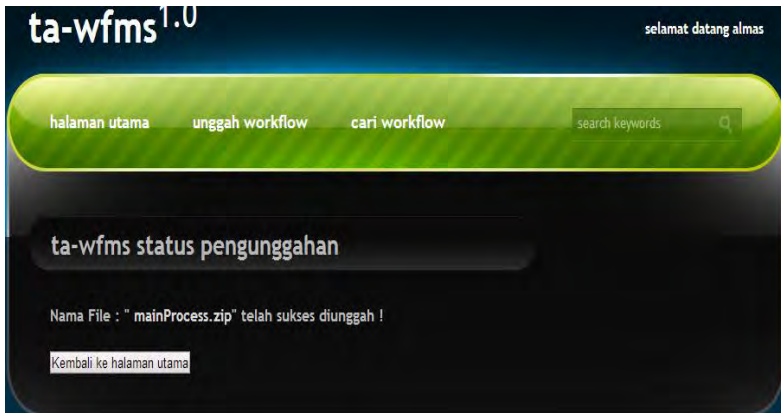 ta-wfms1.0
selamat datang almas
halaman utama unggah workflow cari workflow search keywords
ta-wfms status pengunggahan
Nama File : " mainProcess.zip" telah sukses diunggah !
Kembali ke halaman utama